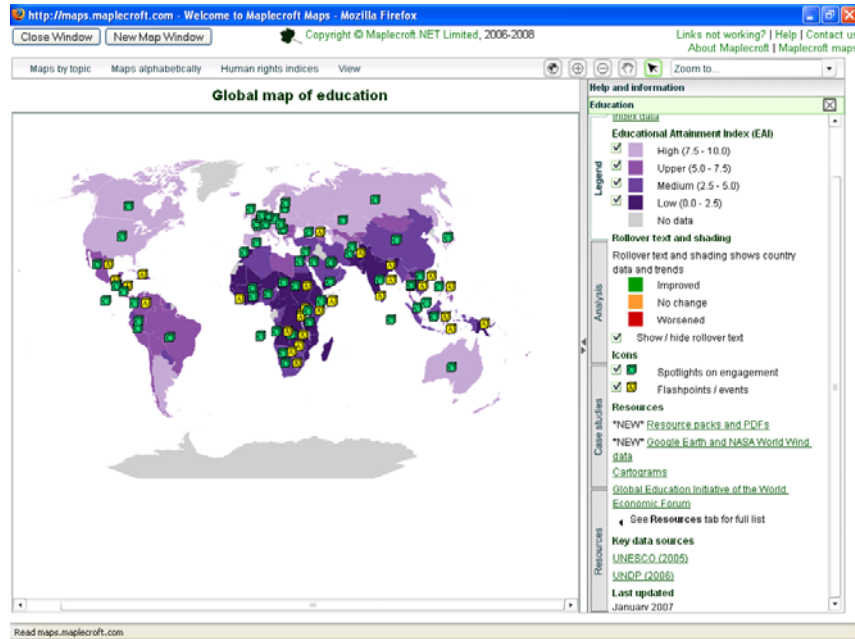 http://maps.maplecroft.com - Welcome to Maplecroft Maps - Mozilla Firefox
Close Window
New Map Window
Copyright © Maplecroft.NET Limited, 2006-2008
Links not working? | Help | Contact us
About Maplecroft | Maplecroft maps
Maps by topic
Maps alphabetically
Human rights indices
View
Zoom to...
Global map of education
Help and information
Education
Index data
Legend
Analysis
Case studies
Resources
Educational Attainment Index (EAI)
High (7.5 - 10.0)
Upper (5.0 - 7.5)
Medium (2.5 - 5.0)
Low (0.0 - 2.5)
No data
Rollover text and shading
Rollover text and shading shows country
data and trends
Improved
No change
Worsened
Show / hide rollover text
Icons
Spotlights on engagement
Flashpoints / events
Resources
*NEW* Resource packs and PDFs
*NEW* Google Earth and NASA World Wind
data
Cartograms
Global Education Initiative of the World
Economic Forum
See Resources tab for full list
Key data sources
UNESCO (2005)
UNDP (2006)
Last updated
January 2007
Read maps.maplecroft.com